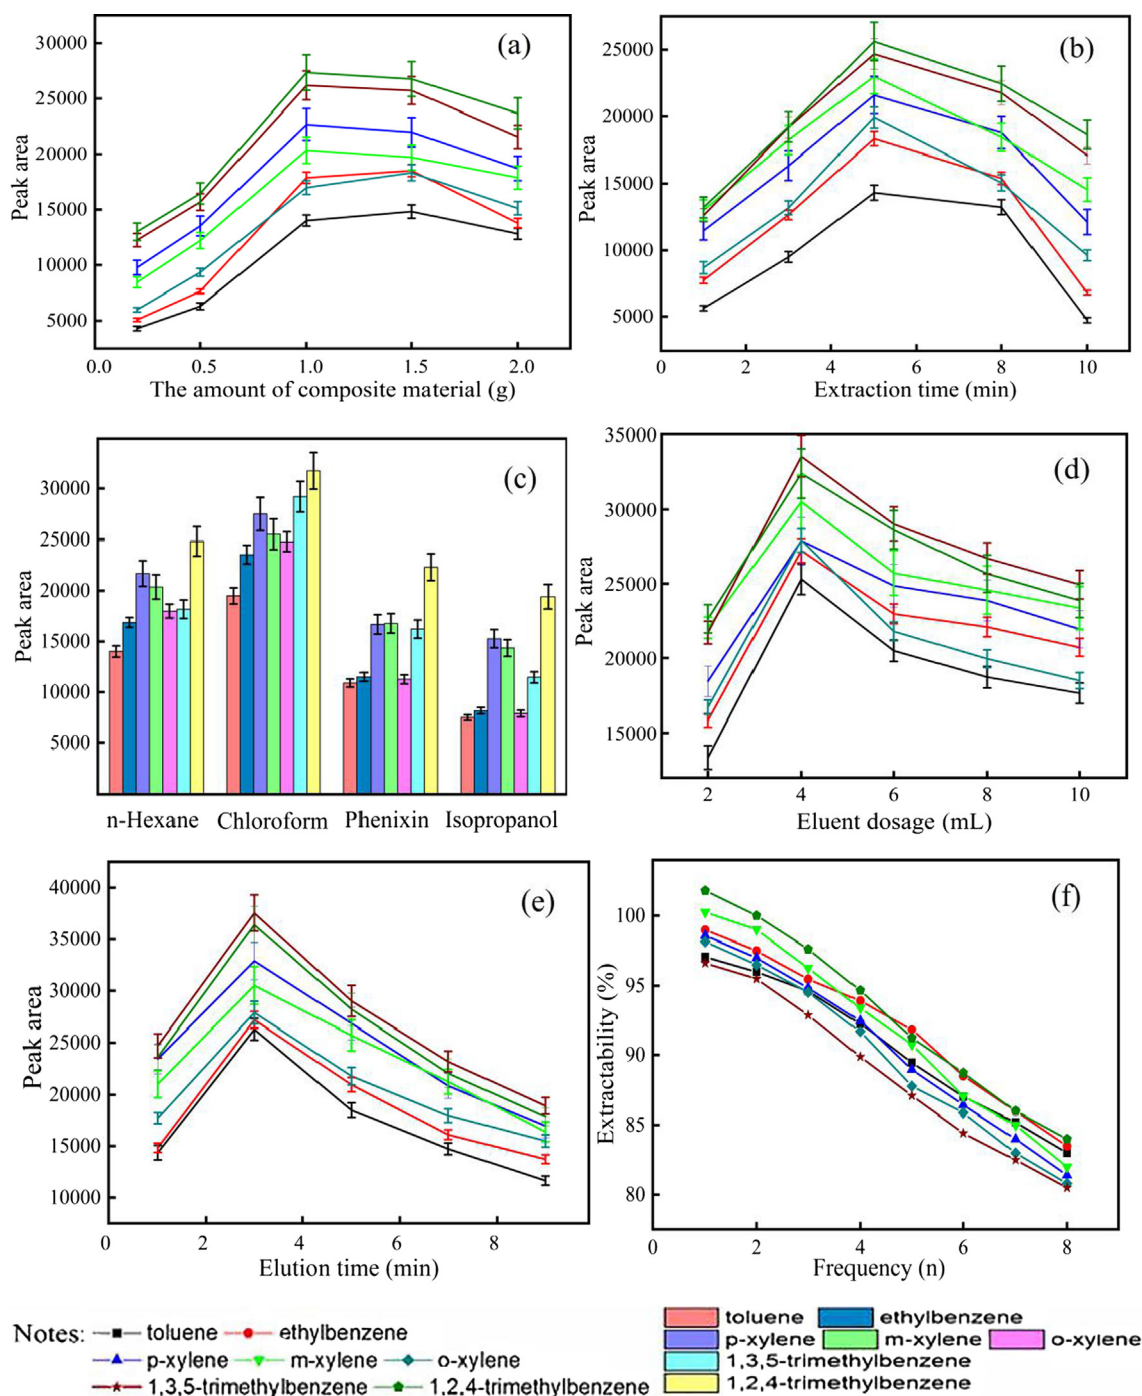 (a)
30000
25000
20000
15000
10000
5000
Peak area
0.0 0.5 1.0 1.5 2.0
The amount of composite material (g)
(b)
25000
20000
15000
10000
5000
Peak area
0 2 4 6 8 10
Extraction time (min)
(c)
30000
25000
20000
15000
10000
5000
Peak area
n-Hexane Chloroform Phenixin Isopropanol
(d)
35000
30000
25000
20000
15000
Peak area
2 4 6 8 10
Eluent dosage (mL)
(e)
40000
35000
30000
25000
20000
15000
10000
Peak area
0 2 4 6 8
Elution time (min)
(f)
100
95
90
85
80
Extractability (%)
0 2 4 6 8
Frequency (n)
Notes: toluene ethylbenzene
p-xylene m-xylene o-xylene
1,3,5-trimethylbenzene 1,2,4-trimethylbenzene
toluene ethylbenzene
p-xylene m-xylene o-xylene
1,3,5-trimethylbenzene
1,2,4-trimethylbenzene